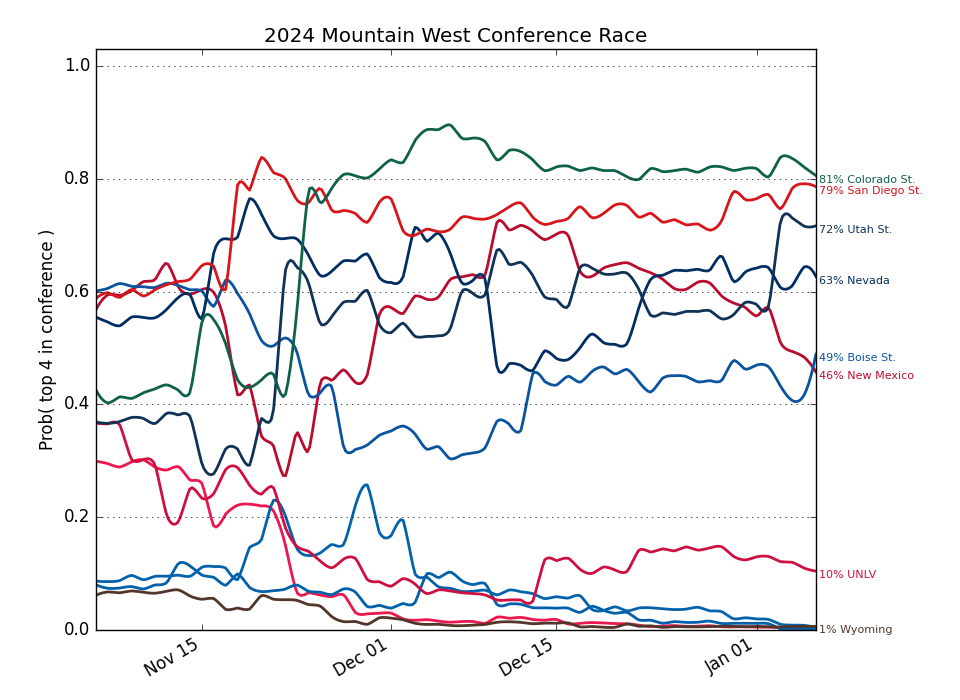 2024 Mountain West Conference Race
Prob( top 4 in conference )
1.0
0.8
0.6
0.4
0.2
0.0
Nov 15
Dec 01
Dec 15
Jan 01
81% Colorado St.
79% San Diego St.
72% Utah St.
63% Nevada
49% Boise St.
46% New Mexico
10% UNLV
1% Wyoming